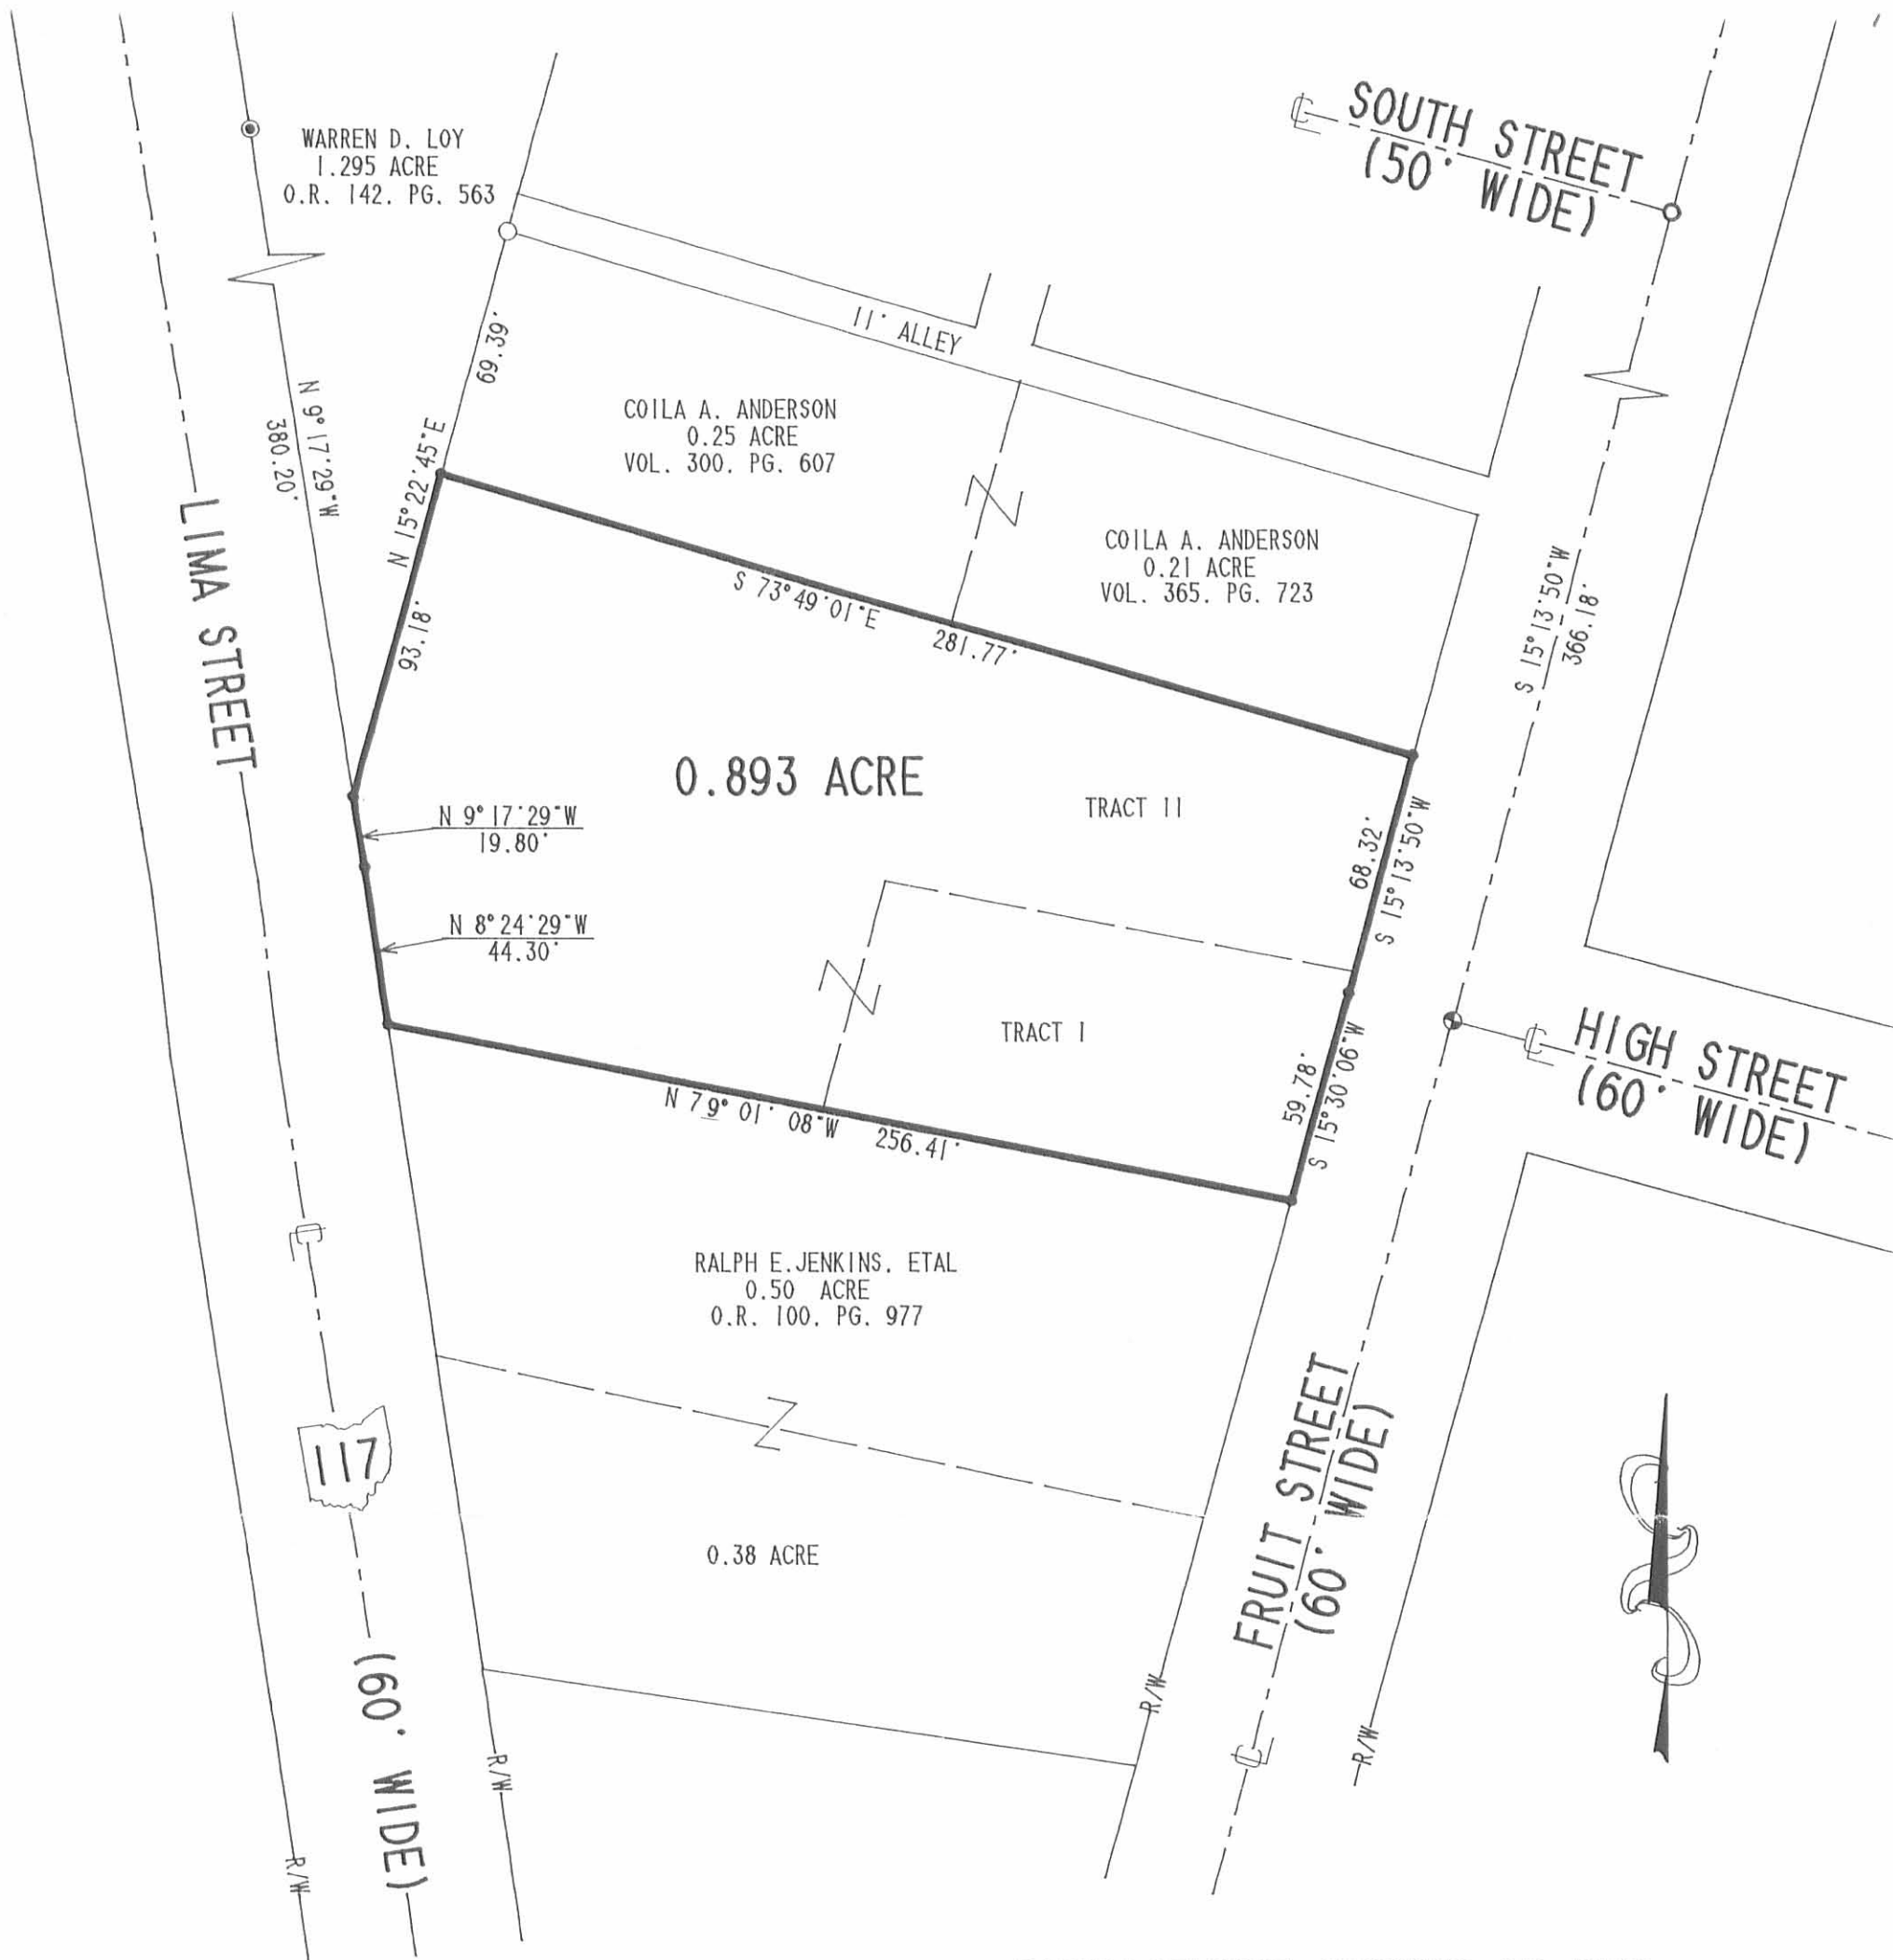 WARREN D. LOY
1.295 ACRE
O.R. 142. PG. 563
SOUTH STREET
(50' WIDE)
11' ALLEY
69.39'
N 9°17'29"W
380.20'
N 15°22'45"E
93.18'
COILA A. ANDERSON
0.25 ACRE
VOL. 300. PG. 607
COILA A. ANDERSON
0.21 ACRE
VOL. 365. PG. 723
S 73°49'01"E
281.77'
S 15°13'50"W
366.18'
LIMA STREET
0.893 ACRE
TRACT II
N 9°17'29"W
19.80'
68.32'
S 15°13'50"W
N 8°24'29"W
44.30'
TRACT I
59.78'
S 15°30'06"W
HIGH STREET
(60' WIDE)
N 79°01'08"W
256.41'
RALPH E.JENKINS. ETAL
0.50 ACRE
O.R. 100. PG. 977
117
FRUIT STREET
(60' WIDE)
0.38 ACRE
(60' WIDE)
R/W
R/W
R/W
R/W